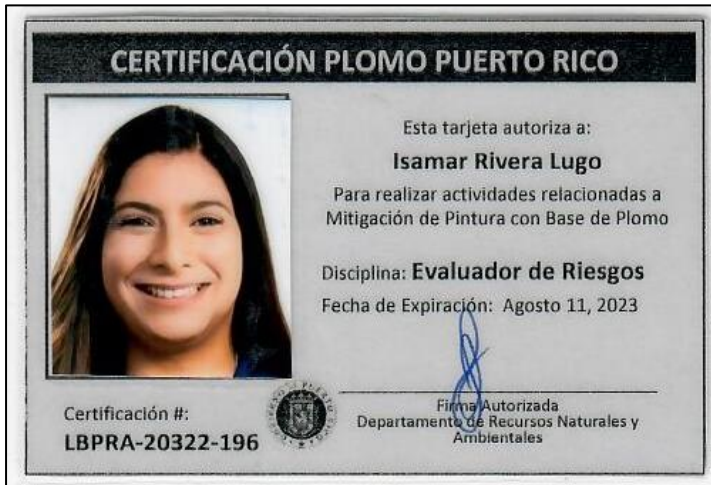 CERTIFICACIÓN PLOMO PUERTO RICO
Esta tarjeta autoriza a:
Isamar Rivera Lugo
Para realizar actividades relacionadas a
Mitigación de Pintura con Base de Plomo
Disciplina: Evaluador de Riesgos
Fecha de Expiración: Agosto 11, 2023
Certificación #:
LBPRA-20322-196
Firma Autorizada
Departamento de Recursos Naturales y
Ambientales